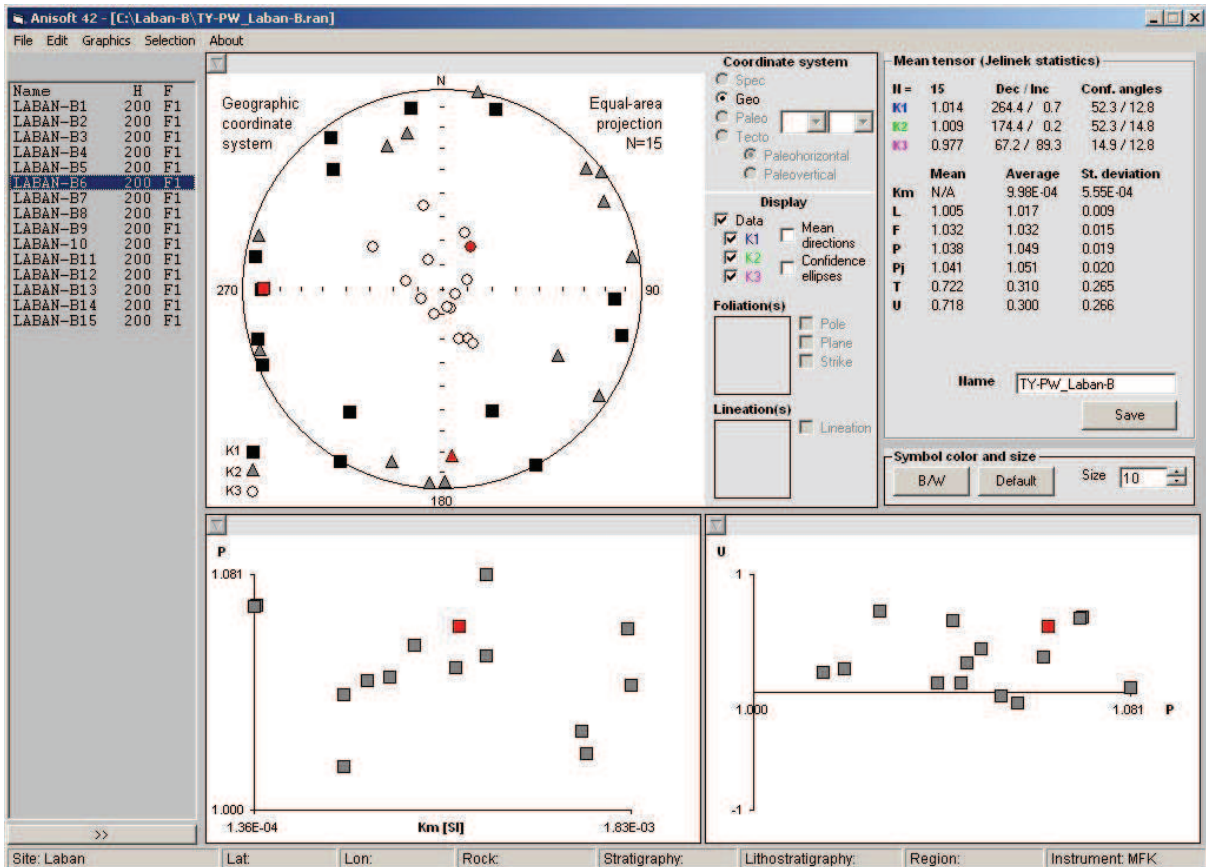 Anisoft 42 - [C:\Laban-B\TY-PW_Laban-B.ran]
File Edit Graphics Selection About
Name H F
LABAN-B1 200 F1
LABAN-B2 200 F1
LABAN-B3 200 F1
LABAN-B4 200 F1
LABAN-B5 200 F1
LABAN-B6 200 F1
LABAN-B7 200 F1
LABAN-B8 200 F1
LABAN-B9 200 F1
LABAN-10 200 F1
LABAN-B11 200 F1
LABAN-B12 200 F1
LABAN-B13 200 F1
LABAN-B14 200 F1
LABAN-B15 200 F1
>>
Geographic
coordinate
system
N
Equal-area
projection
N=15
270
90
180
K1
K2
K3
Coordinate system
Spec
Geo
Paleo
Tecto
Paleohorizontal
Paleovertical
Display
Data
K1
K2
K3
Mean
directions
Confidence
ellipses
Foliation(s)
Pole
Plane
Strike
Lineation(s)
Lineation
Mean tensor (Jelinek statistics)
N = 15 Dec / Inc Conf. angles
K1 1.014 264.4 / 0.7 52.3 / 12.8
K2 1.009 174.4 / 0.2 52.3 / 14.8
K3 0.977 67.2 / 89.3 14.9 / 12.8
Mean Average St. deviation
Km N/A 9.98E-04 5.55E-04
L 1.005 1.017 0.009
F 1.032 1.032 0.015
P 1.038 1.049 0.019
Pj 1.041 1.051 0.020
T 0.722 0.310 0.265
U 0.718 0.300 0.266
Name TY-PW_Laban-B
Save
Symbol color and size
B/W Default Size 10
P
1.081
1.000
1.36E-04 Km [SI] 1.83E-03
U
1
1.000 1.081 P
-1
Site: Laban Lat: Lon: Rock: Stratigraphy: Lithostratigraphy: Region: Instrument: MFK